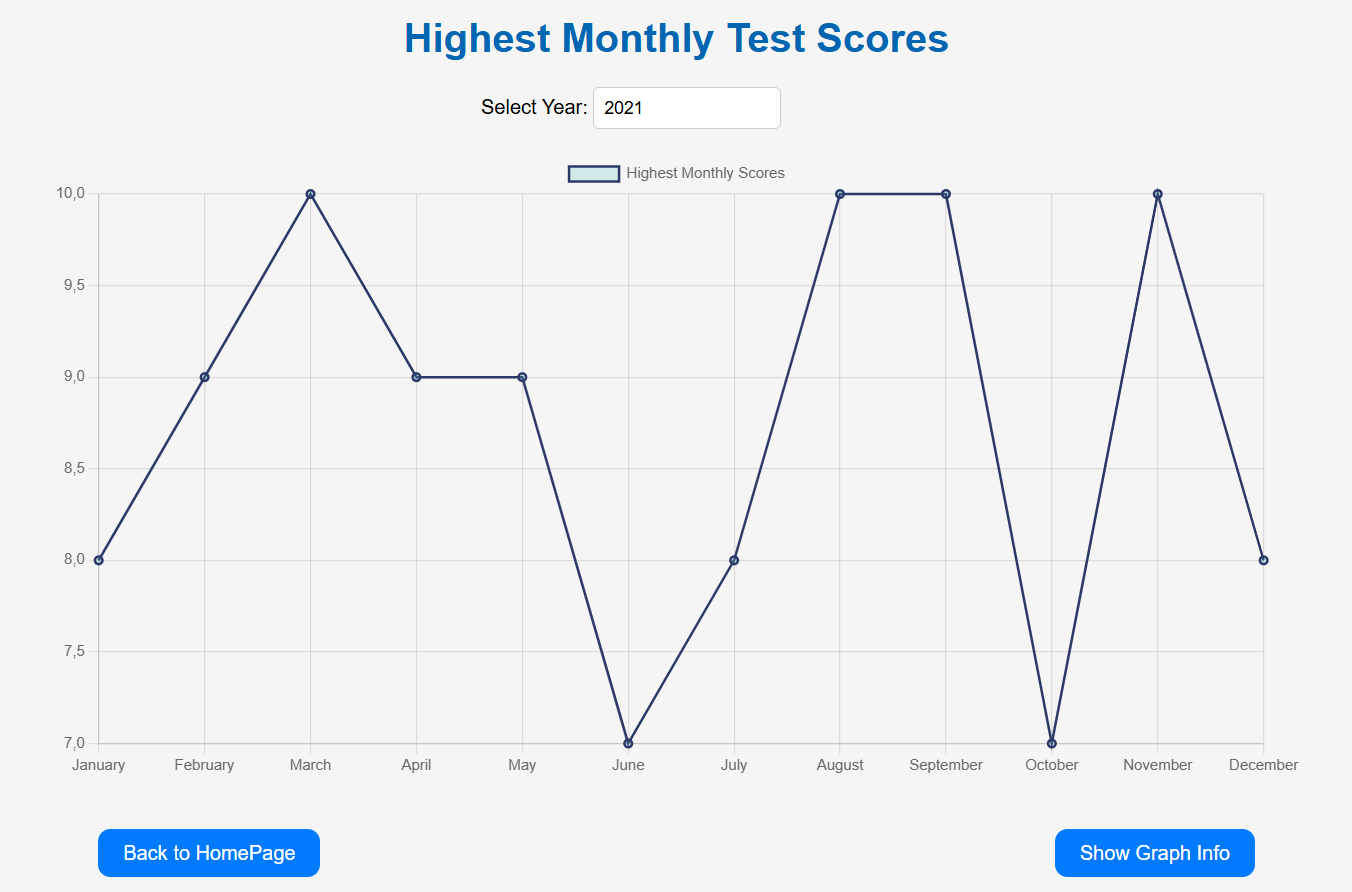 Highest Monthly Test Scores
Select Year: 2021
Highest Monthly Scores
10,0
9,5
9,0
8,5
8,0
7,5
7,0
January February March April May June July August September October November December
Back to HomePage Show Graph Info